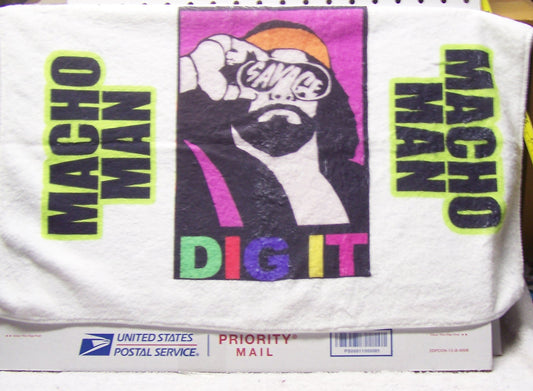 MACHO
MAN
SAVAGE
DIG IT
MACHO
MAN
UNITED STATES
POSTAL SERVICE®
PRIORITY®
MAIL